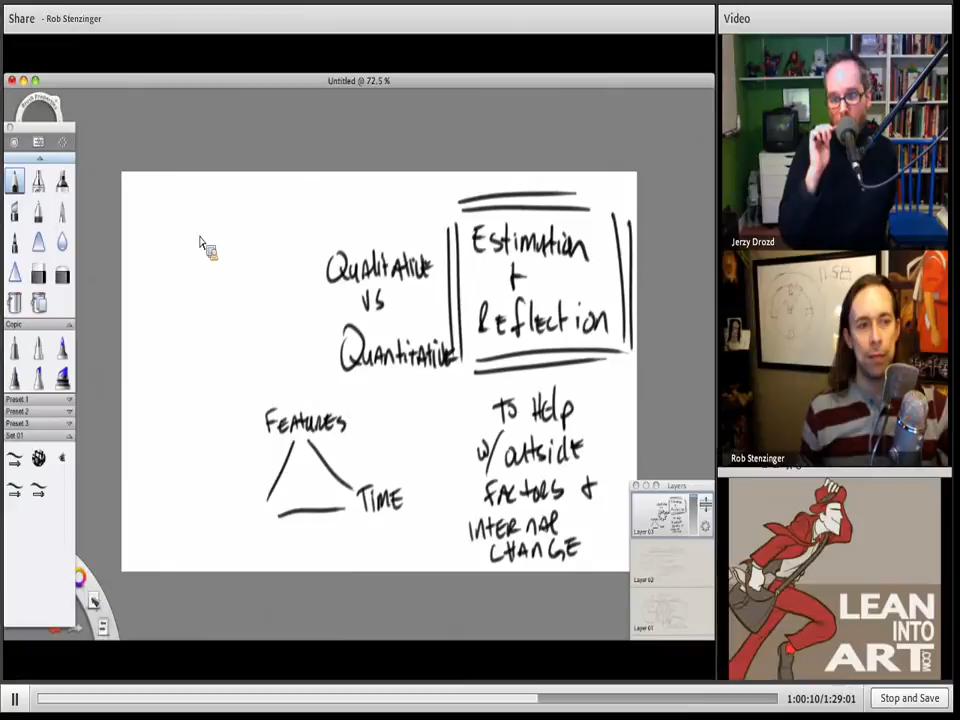 Share - Rob Stenzinger
Video
Untitled @ 72.5 %
Brush Properties
Copic
Preset 1
Preset 2
Preset 3
Set 01
Qualitative
vs
Quantitative
Estimation
+
Reflection
Features
Time
To Help
w/ outside
Factors +
Internal
Change
Layers
Layer 03
Layer 02
Layer 01
Jerzy Drozd
Rob Stenzinger
LEAN
INTO
ART
.COM
1:00:10/1:29:01
Stop and Save